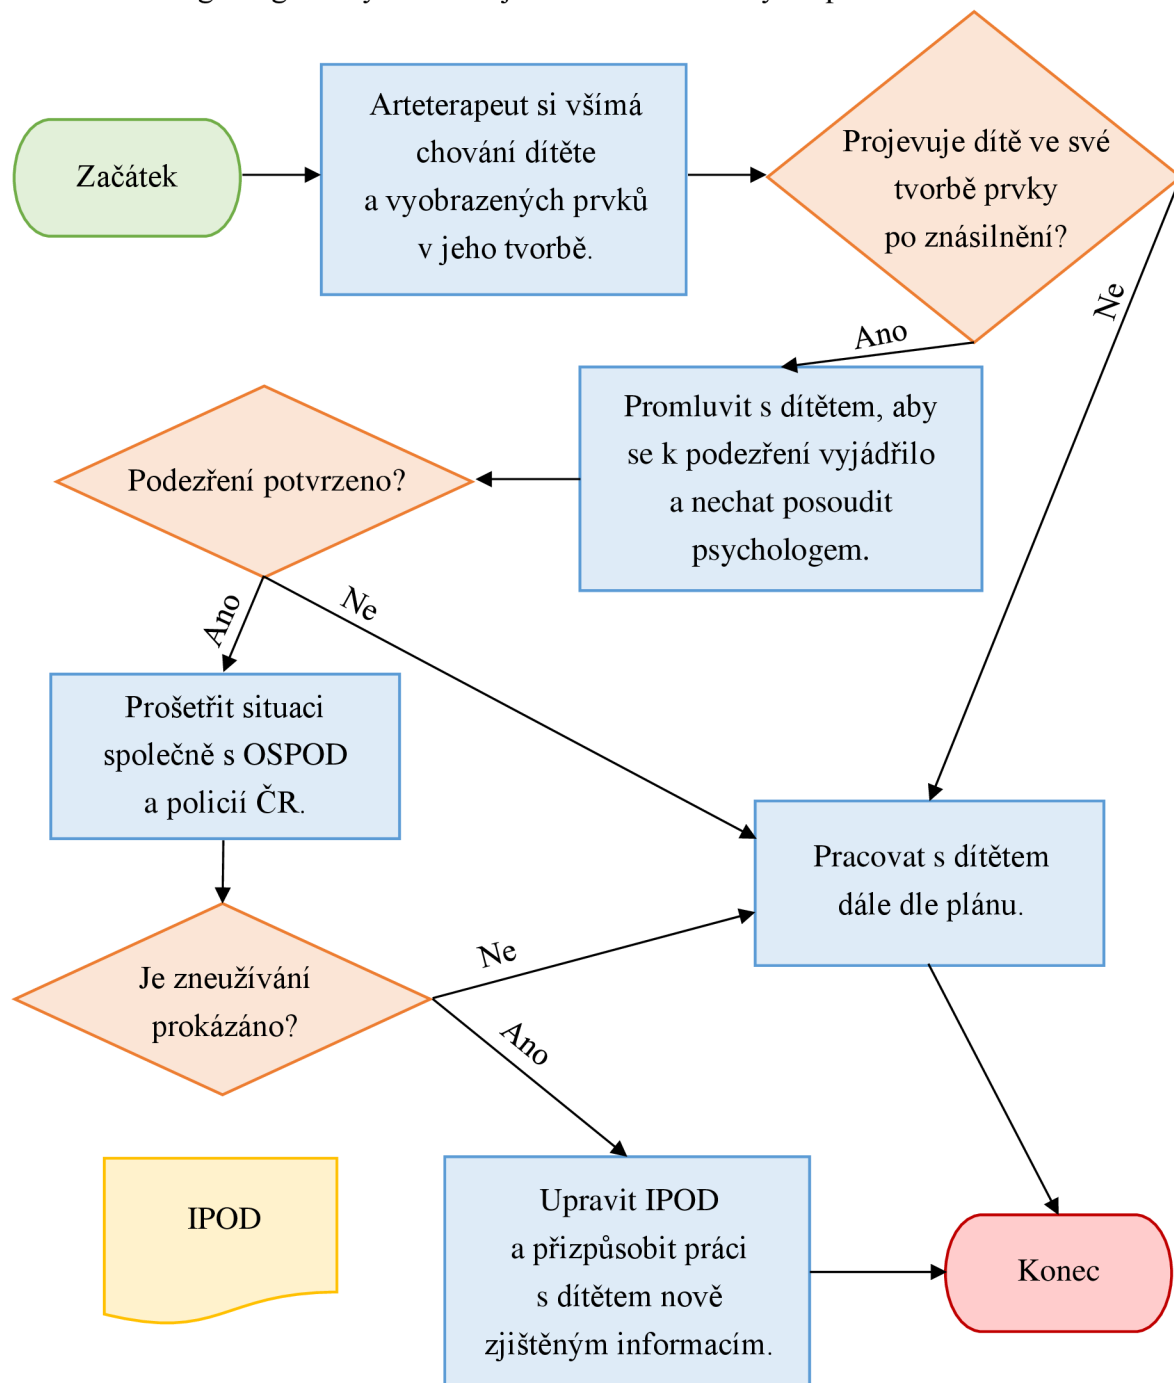 Začátek
Arteterapeut si všímá
chování dítěte
a vyobrazených prvků
v jeho tvorbě.
Projevuje dítě ve své
tvorbě prvky
po znásilnění?
Ne
Ano
Promluvit s dítětem, aby
se k podezření vyjádřilo
a nechat posoudit
psychologem.
Podezření potvrzeno?
Ano
Ne
Prošetřit situaci
společně s OSPOD
a policií ČR.
Pracovat s dítětem
dále dle plánu.
Je zneužívání
prokázáno?
Ne
Ano
IPOD
Upravit IPOD
a přizpůsobit práci
s dítětem nově
zjištěným informacím.
Konec